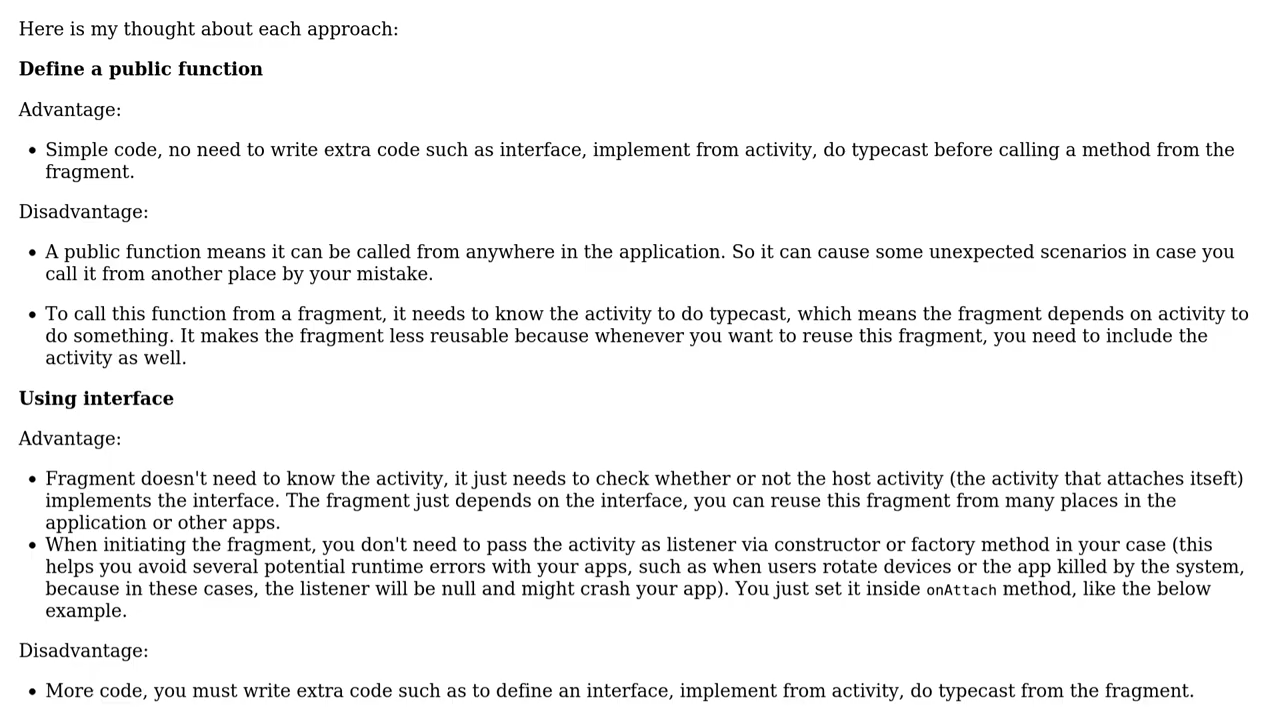 Here is my thought about each approach:
Define a public function
Advantage:
• Simple code, no need to write extra code such as interface, implement from activity, do typecast before calling a method from the
fragment.
Disadvantage:
• A public function means it can be called from anywhere in the application. So it can cause some unexpected scenarios in case you
call it from another place by your mistake.
• To call this function from a fragment, it needs to know the activity to do typecast, which means the fragment depends on activity to
do something. It makes the fragment less reusable because whenever you want to reuse this fragment, you need to include the
activity as well.
Using interface
Advantage:
• Fragment doesn't need to know the activity, it just needs to check whether or not the host activity (the activity that attaches itseft)
implements the interface. The fragment just depends on the interface, you can reuse this fragment from many places in the
application or other apps.
• When initiating the fragment, you don't need to pass the activity as listener via constructor or factory method in your case (this
helps you avoid several potential runtime errors with your apps, such as when users rotate devices or the app killed by the system,
because in these cases, the listener will be null and might crash your app). You just set it inside onAttach method, like the below
example.
Disadvantage:
• More code, you must write extra code such as to define an interface, implement from activity, do typecast from the fragment.